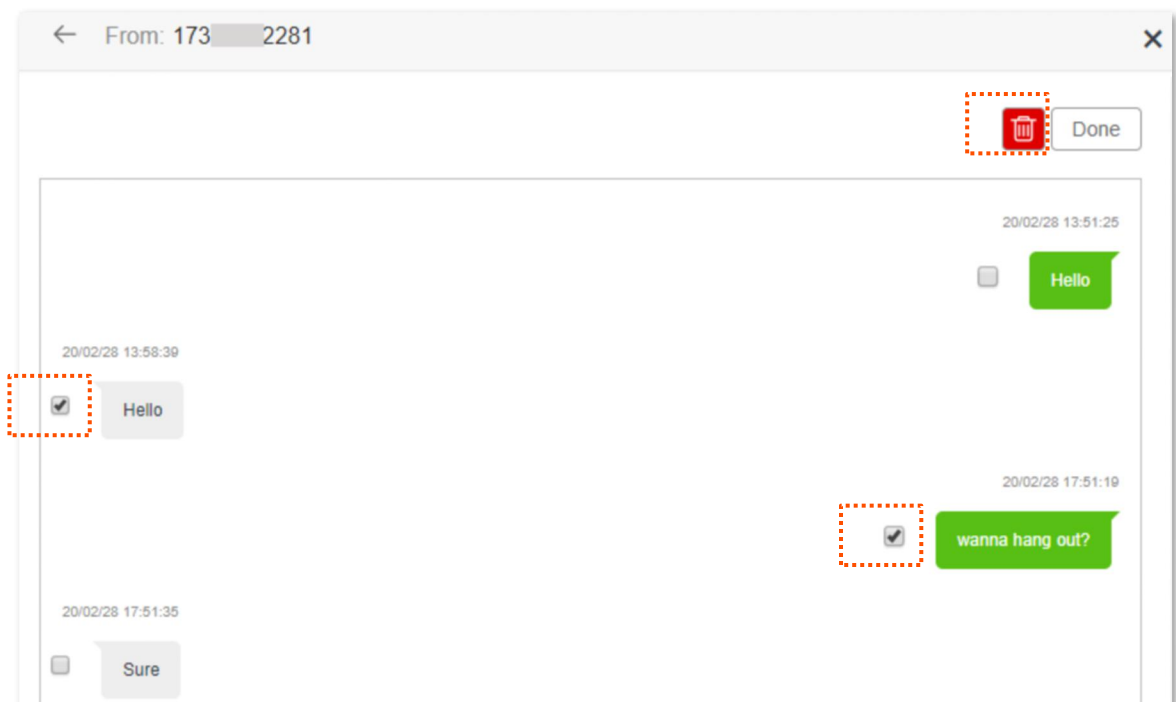 ← From: 173 2281 ×
Done
20/02/28 13:51:25
Hello
20/02/28 13:58:39
Hello
20/02/28 17:51:19
wanna hang out?
20/02/28 17:51:35
Sure